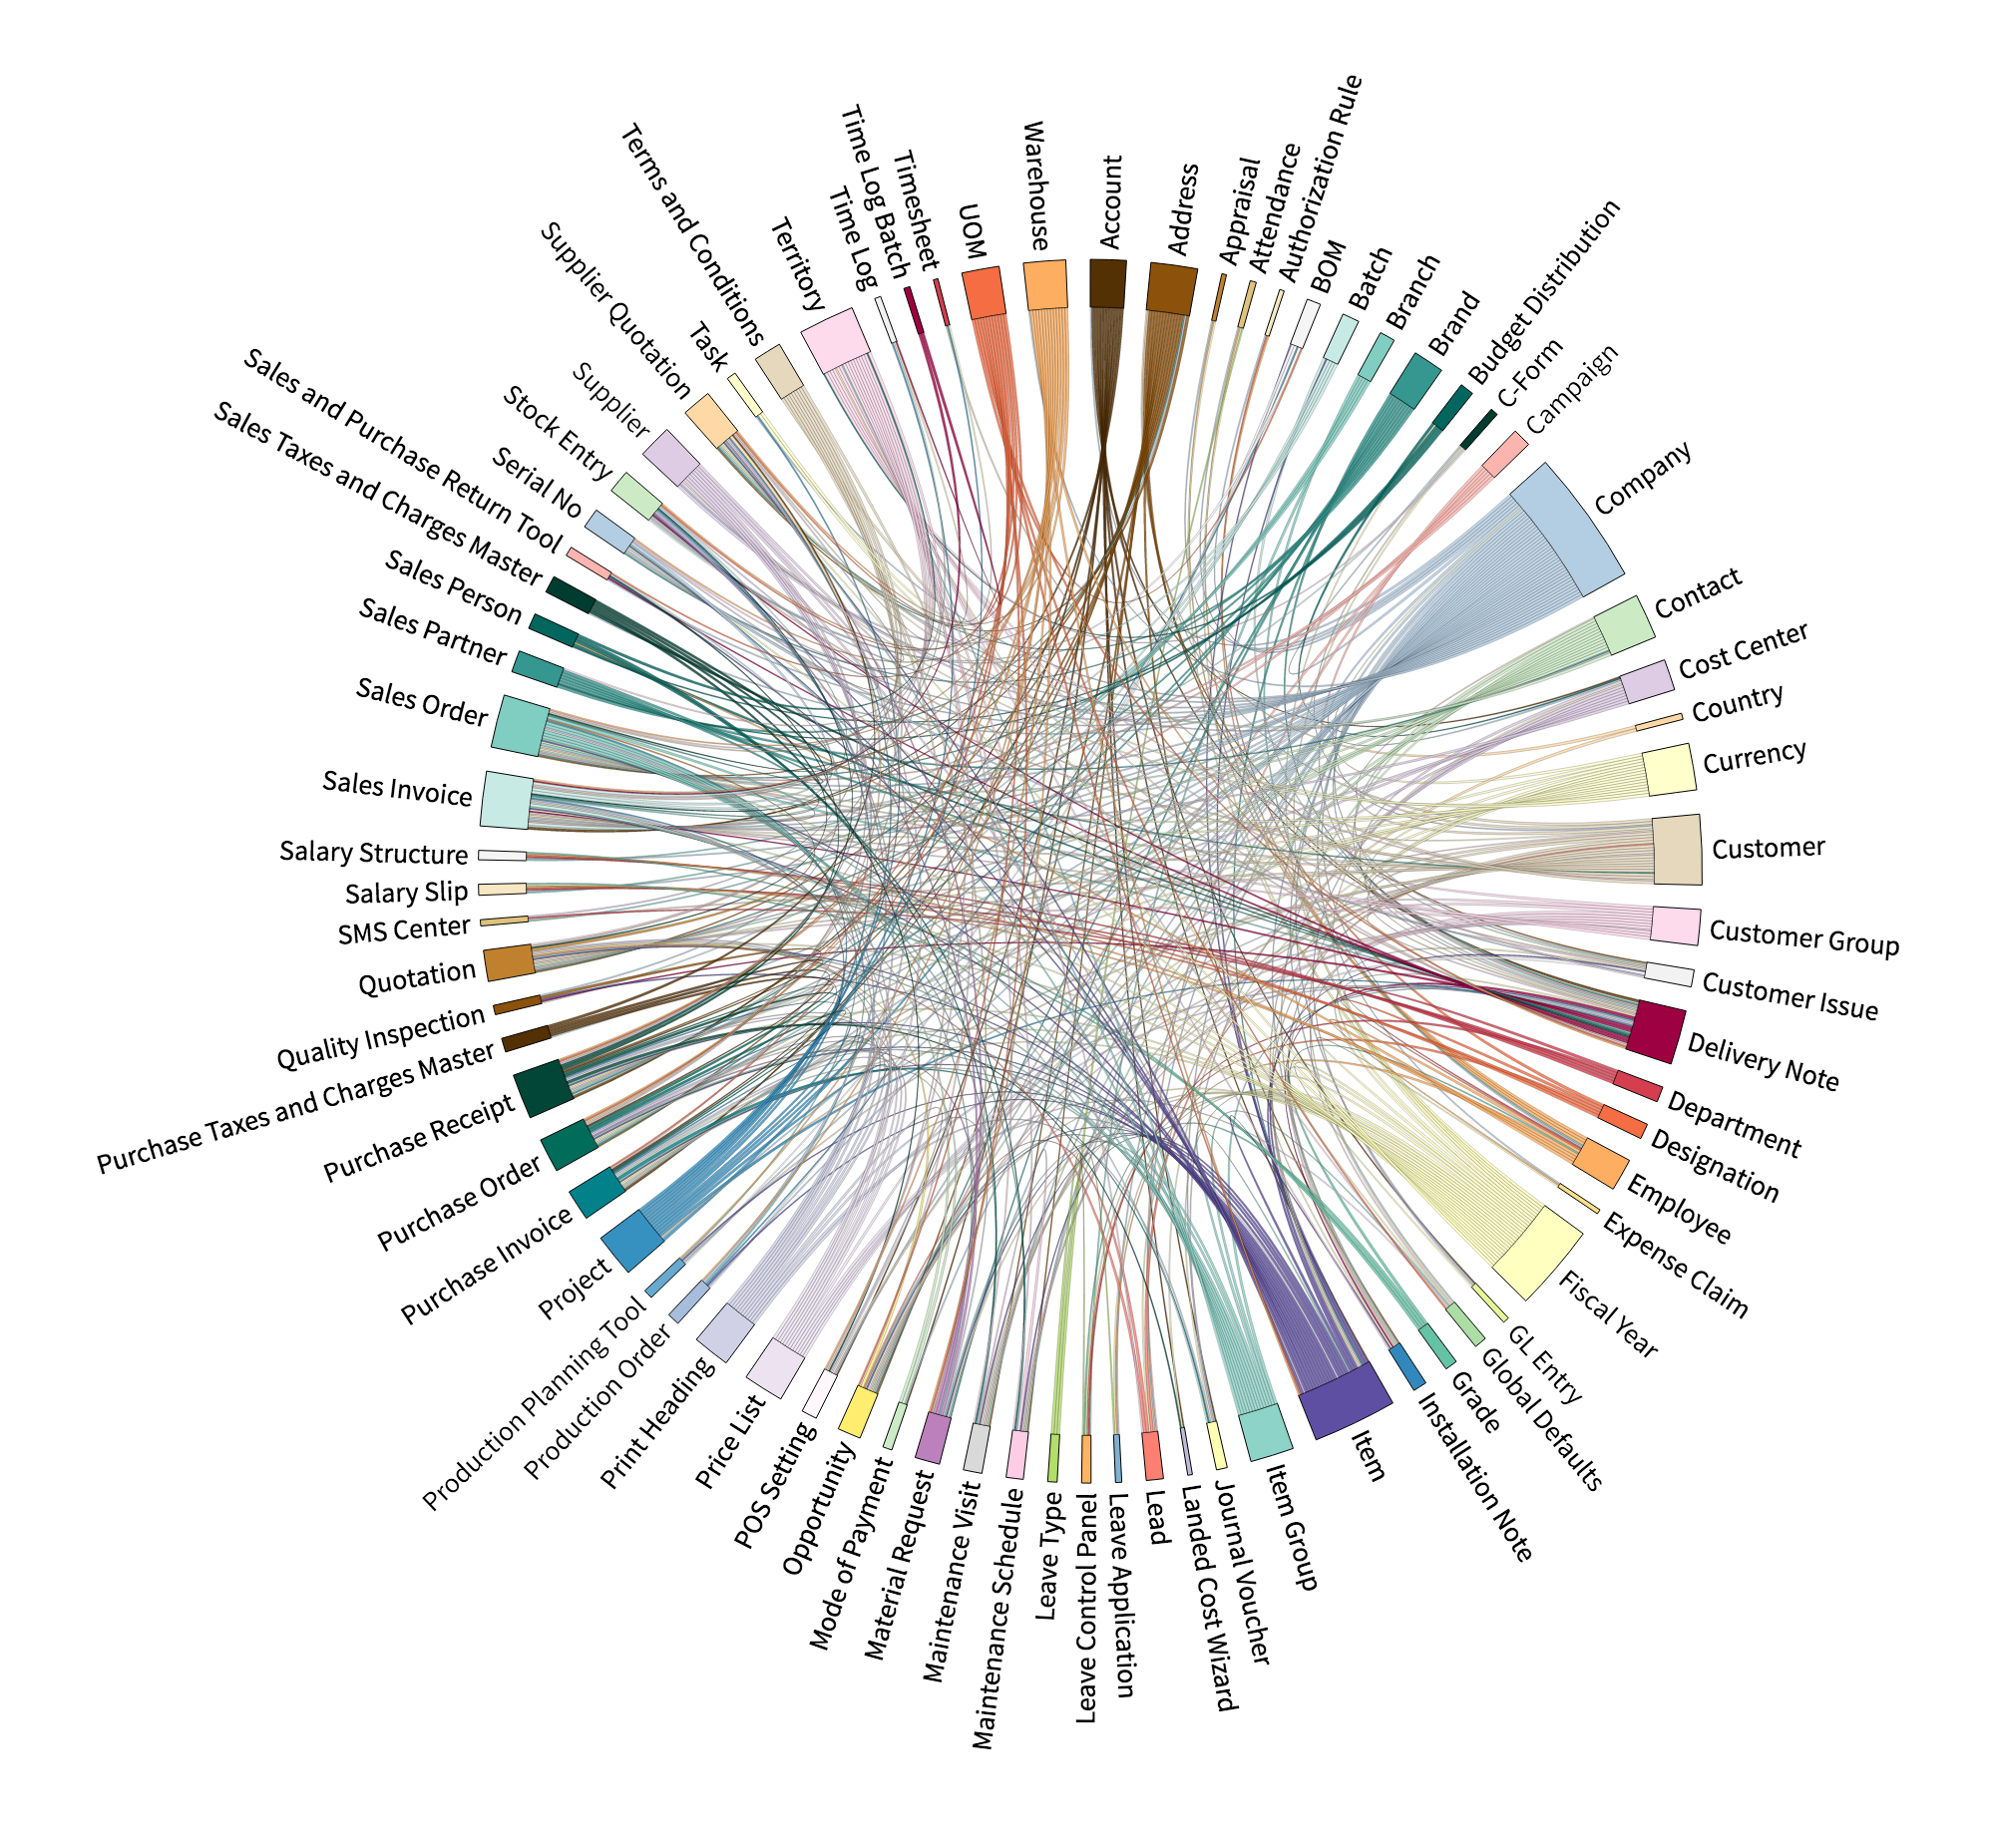 Account
Address
Appraisal
Attendance
Authorization Rule
BOM
Batch
Branch
Brand
Budget Distribution
C-Form
Campaign
Company
Contact
Cost Center
Country
Currency
Customer
Customer Group
Customer Issue
Delivery Note
Department
Designation
Employee
Expense Claim
Fiscal Year
GL Entry
Global Defaults
Grade
Installation Note
Item
Item Group
Journal Voucher
Landed Cost Wizard
Lead
Leave Application
Leave Control Panel
Leave Type
Maintenance Schedule
Maintenance Visit
Material Request
Mode of Payment
Opportunity
POS Setting
Price List
Print Heading
Production Order
Production Planning Tool
Project
Purchase Invoice
Purchase Order
Purchase Receipt
Purchase Taxes and Charges Master
Quality Inspection
Quotation
SMS Center
Salary Slip
Salary Structure
Sales Invoice
Sales Order
Sales Partner
Sales Person
Sales Taxes and Charges Master
Sales and Purchase Return Tool
Serial No
Stock Entry
Supplier
Supplier Quotation
Task
Terms and Conditions
Territory
Time Log
Time Log Batch
Timesheet
UOM
Warehouse